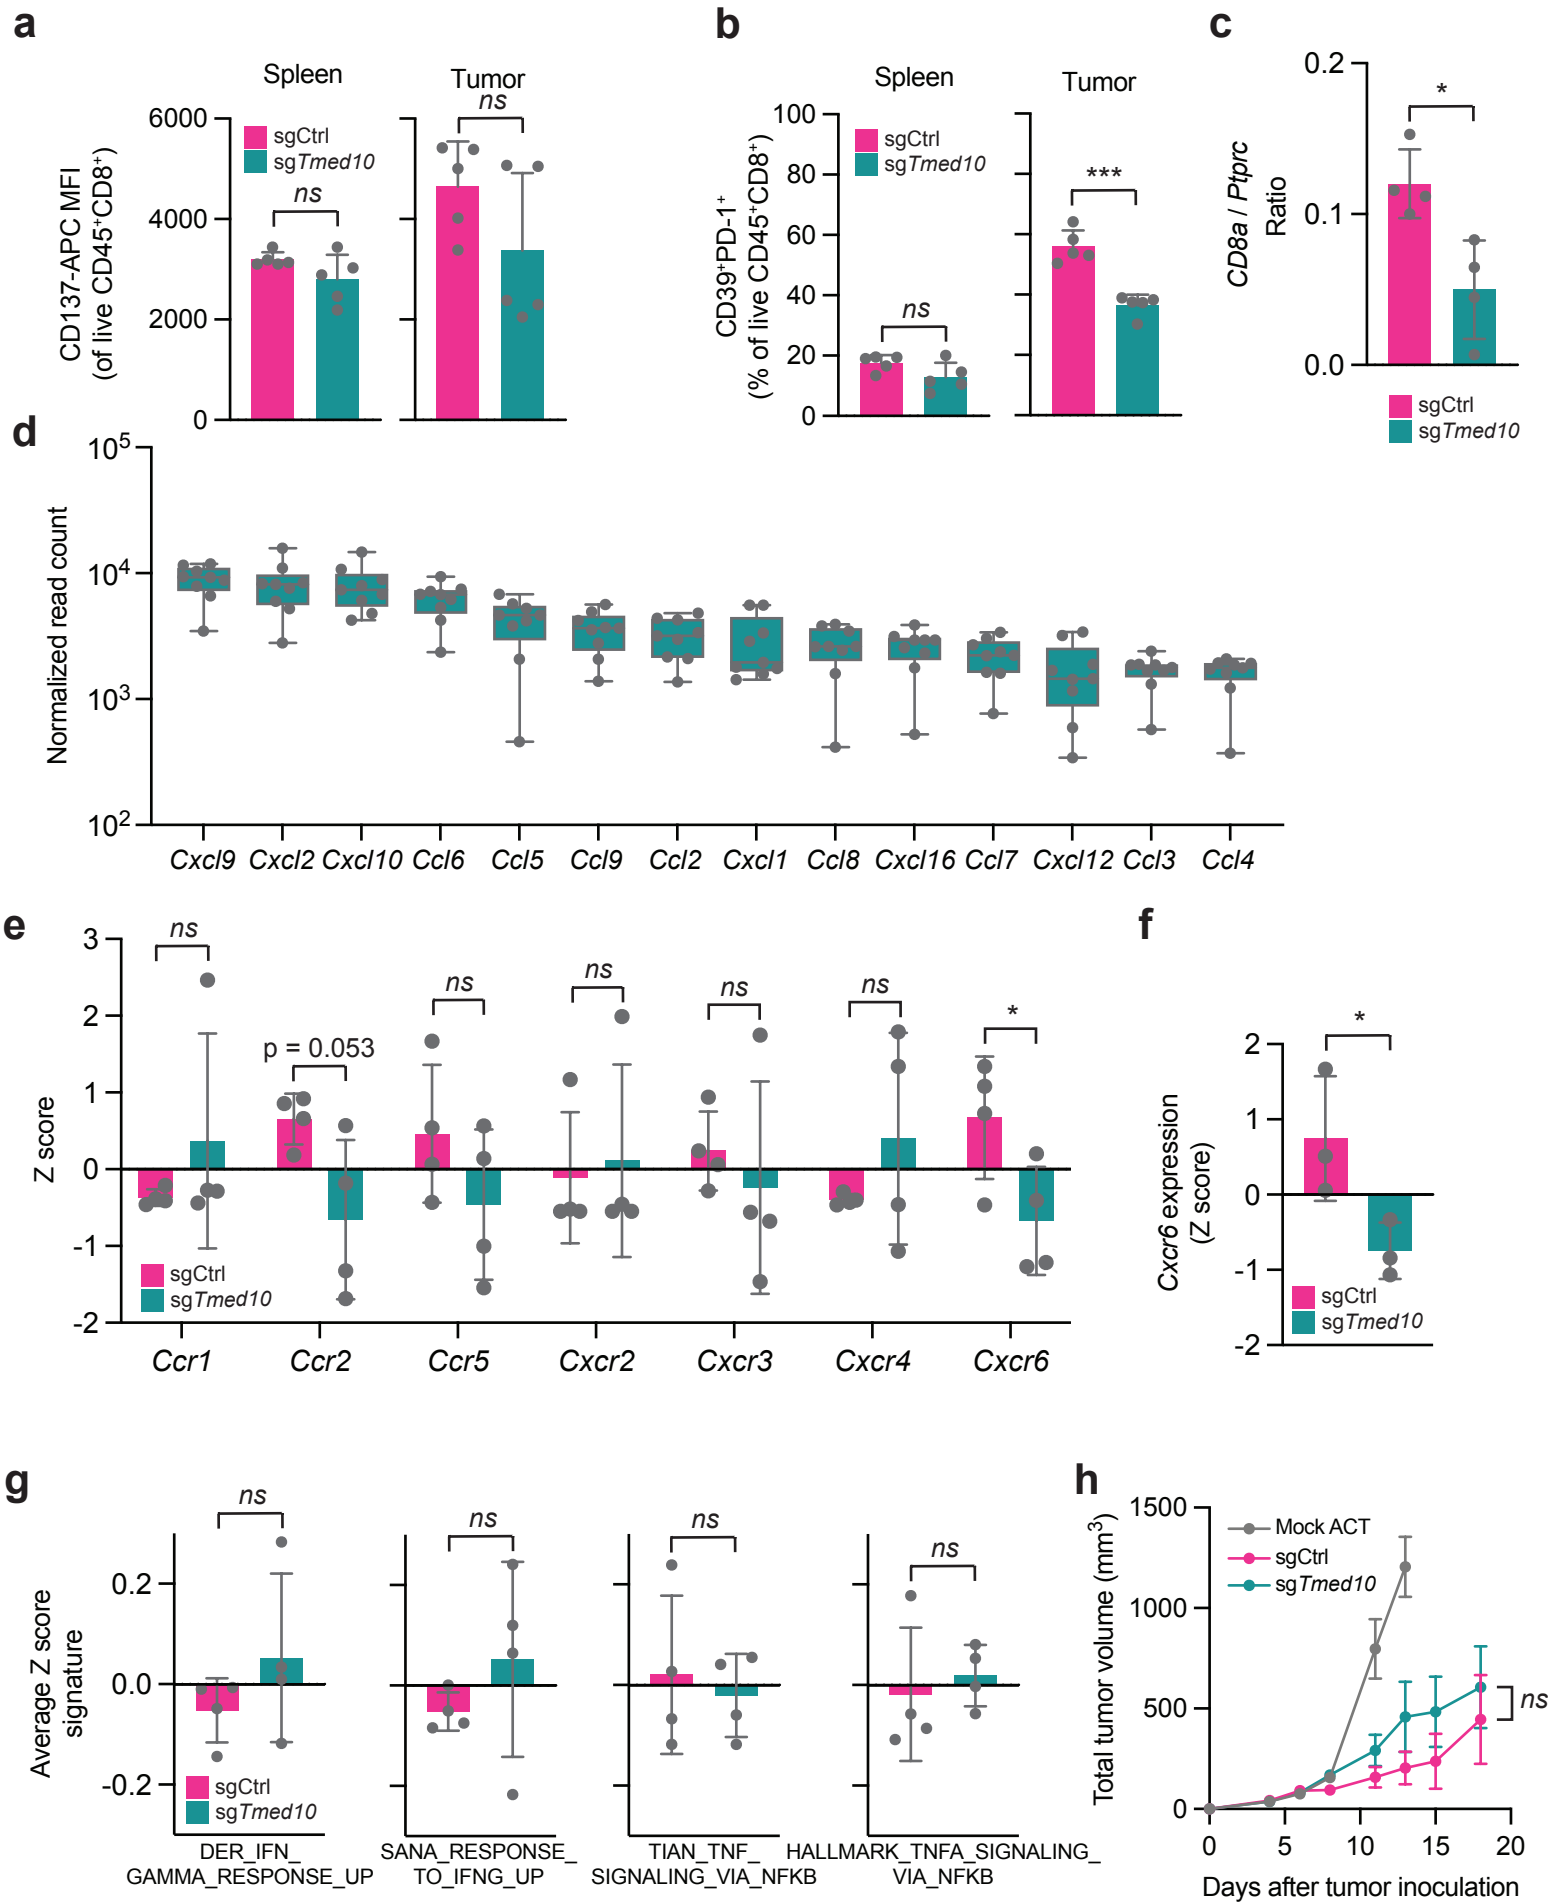 a
Spleen
Tumor
ns
ns
6000
4000
2000
0
CD137-APC MFI
(of live CD45⁺CD8⁺)
sgCtrl
sgTmed10
b
Spleen
Tumor
ns
***
100
80
60
40
20
0
CD39⁺PD-1⁺
(% of live CD45⁺CD8⁺)
sgCtrl
sgTmed10
c
0.2
0.1
0.0
CD8a / Ptprc
Ratio
*
sgCtrl
sgTmed10
d
10⁵
10⁴
10³
10²
Normalized read count
Cxcl9 Cxcl2 Cxcl10 Ccl6 Ccl5 Ccl9 Ccl2 Cxcl1 Ccl8 Cxcl16 Ccl7 Cxcl12 Ccl3 Ccl4
e
3
2
1
0
-1
-2
Z score
ns
p = 0.053
ns
ns
ns
ns
*
sgCtrl
sgTmed10
Ccr1 Ccr2 Ccr5 Cxcr2 Cxcr3 Cxcr4 Cxcr6
f
2
1
0
-1
-2
Cxcr6 expression
(Z score)
*
sgCtrl
sgTmed10
g
0.2
0.0
-0.2
Average Z score
signature
ns
ns
ns
ns
sgCtrl
sgTmed10
DER_IFN_
GAMMA_RESPONSE_UP
SANA_RESPONSE_
TO_IFNG_UP
TIAN_TNF_
SIGNALING_VIA_NFKB
HALLMARK_TNFA_SIGNALING_
VIA_NFKB
h
1500
1000
500
0
Total tumor volume (mm³)
Mock ACT
sgCtrl
sgTmed10
ns
0 5 10 15 20
Days after tumor inoculation